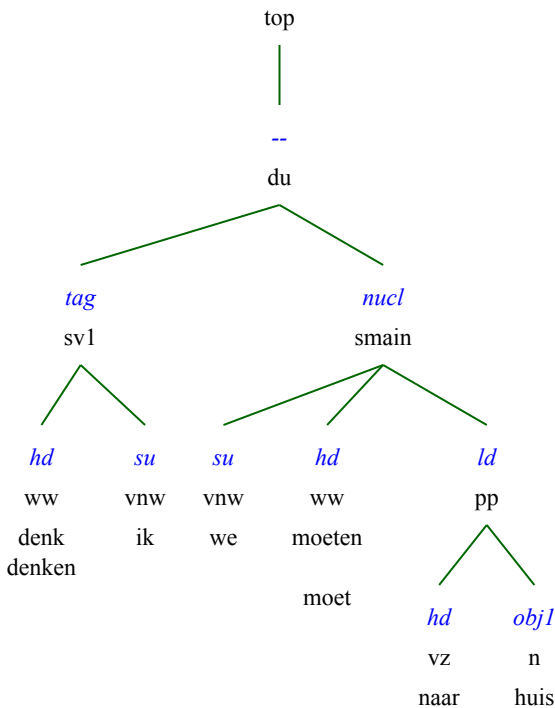 top
--
du
tag nucl
sv1 smain
hd su su hd ld
ww vnw vnw ww pp
denk ik we moeten
denken
moet
hd obj1
vz n
naar huis